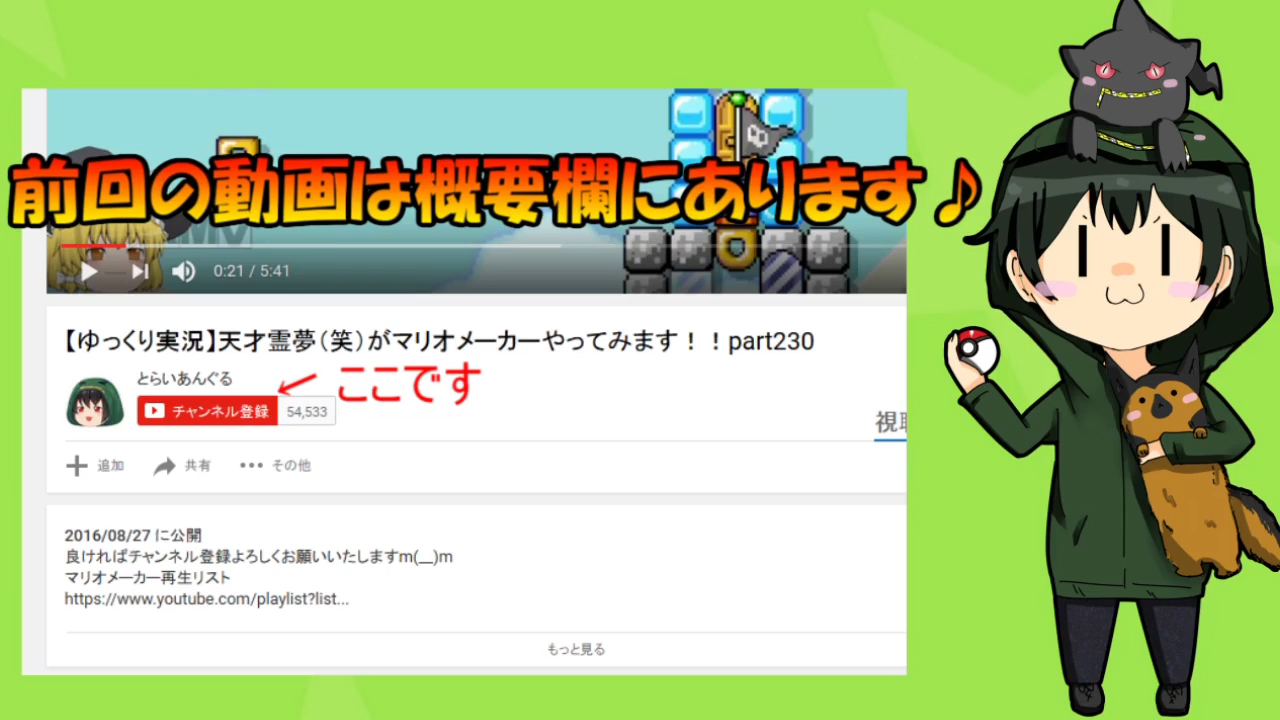 前回の動画は概要欄にあります♪
0:21 / 5:41
【ゆっくり実況】天才霊夢（笑）がマリオメーカーやってみます！！part230
とらいあんぐる
チャンネル登録 54,533
ここです
視聴
追加 共有 その他
2016/08/27 に公開
良ければチャンネル登録よろしくお願いいたしますm(__)m
マリオメーカー再生リスト
https://www.youtube.com/playlist?list...
もっと見る